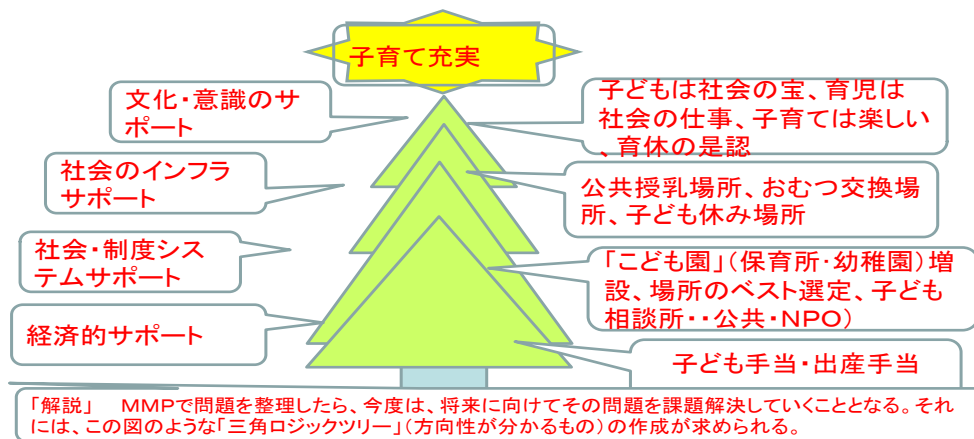 子育て充実
文化・意識のサ
ポート
子どもは社会の宝、育児は
社会の仕事、子育ては楽しい
、育休の是認
社会のインフラ
サポート
公共授乳場所、おむつ交換場
所、子ども休み場所
社会・制度シス
テムサポート
「こども園」(保育所・幼稚園)増
設、場所のベスト選定、子ども
相談所・・公共・NPO)
経済的サポート
子ども手当・出産手当
「解説」　MMPで問題を整理したら、今度は、将来に向けてその問題を課題解決していくこととなる。それ
には、この図のような「三角ロジックツリー」(方向性が分かるもの)の作成が求められる。